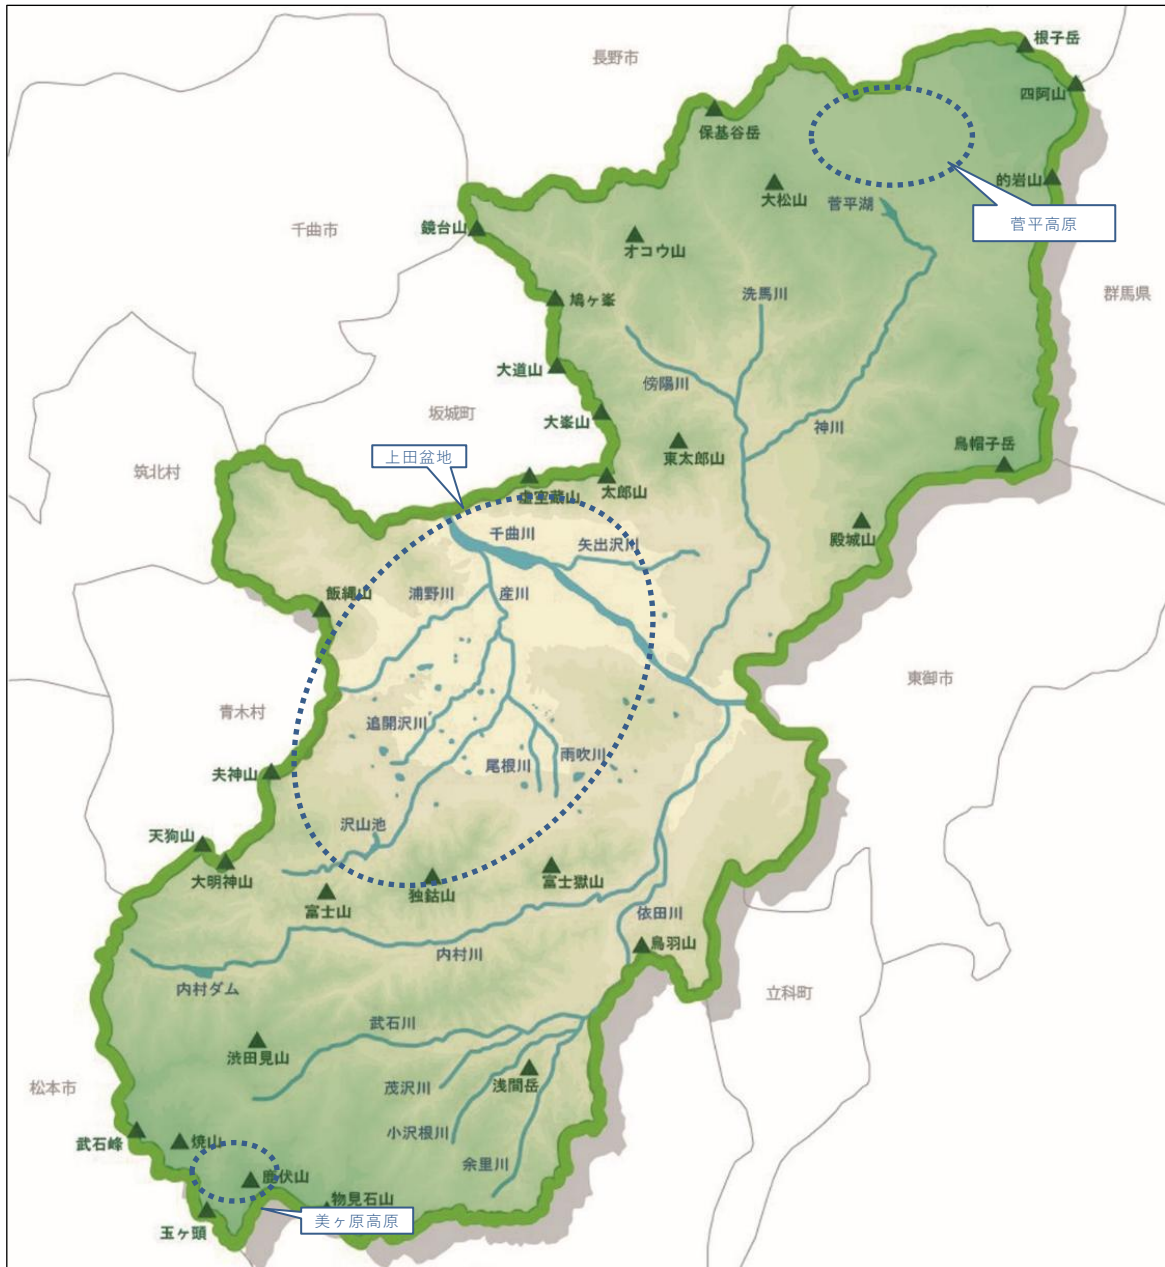 根子岳
長野市
四阿山
保基谷岳
的岩山
大松山
菅平湖
菅平高原
鏡台山
千曲市
オコウ山
洗馬川
群馬県
鳩ヶ峯
大道山
傍陽川
大峯山
坂城町
神川
東太郎山
烏帽子岳
上田盆地
筑北村
虚空蔵山
太郎山
千曲川
矢出沢川
殿城山
飯縄山
浦野川
産川
東御市
青木村
追開沢川
尾根川
雨吹川
夫神山
沢山池
天狗山
大明神山
富士山
独鈷山
富士嶽山
依田川
鳥羽山
内村川
内村ダム
立科町
武石川
渋田見山
茂沢川
浅間岳
松本市
小沢根川
武石峰
焼山
余里川
鹿伏山
物見石山
美ヶ原高原
玉ヶ頭